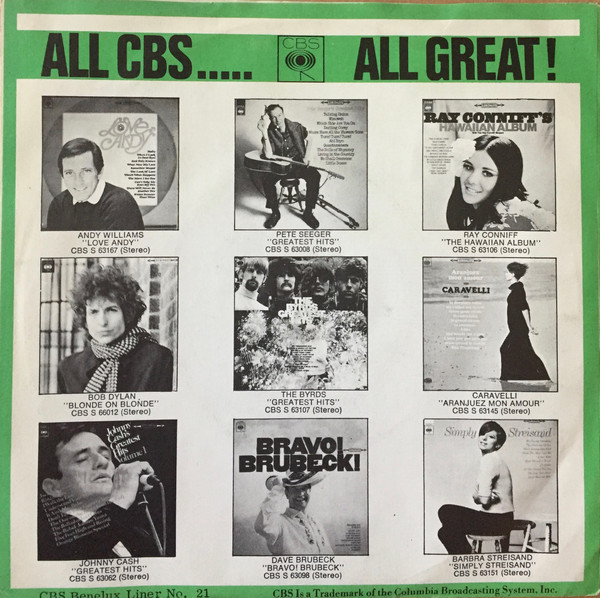 ALL CBS..... CBS ALL GREAT!
LOVE,
ANDY
ANDY WILLIAMS
"LOVE ANDY"
CBS S 63167 (Stereo)
PETE SEEGER
"GREATEST HITS"
CBS S 63008 (Stereo)
RAY CONNIFF'S
HAWAIIAN ALBUM
RAY CONNIFF
"THE HAWAIIAN ALBUM"
CBS S 63106 (Stereo)
BOB DYLAN
"BLONDE ON BLONDE"
CBS S 66012 (Stereo)
THE
BYRDS
GREATEST
HITS
THE BYRDS
"GREATEST HITS"
CBS S 63107 (Stereo)
Aranjuez
mon amour
CARAVELLI
CARAVELLI
"ARANJUEZ MON AMOUR"
CBS S 63145 (Stereo)
Johnny
Cash's
Greatest
Hits
Volume 1
JOHNNY CASH
"GREATEST HITS"
CBS S 63062 (Stereo)
BRAVO!
BRUBECK!
DAVE BRUBECK
"BRAVO! BRUBECK"
CBS S 63098 (Stereo)
Simply Streisand
BARBRA STREISAND
"SIMPLY STREISAND"
CBS S 63151 (Stereo)
CBS Benelux Liner No. 21
CBS Is a Trademark of the Columbia Broadcasting System, Inc.